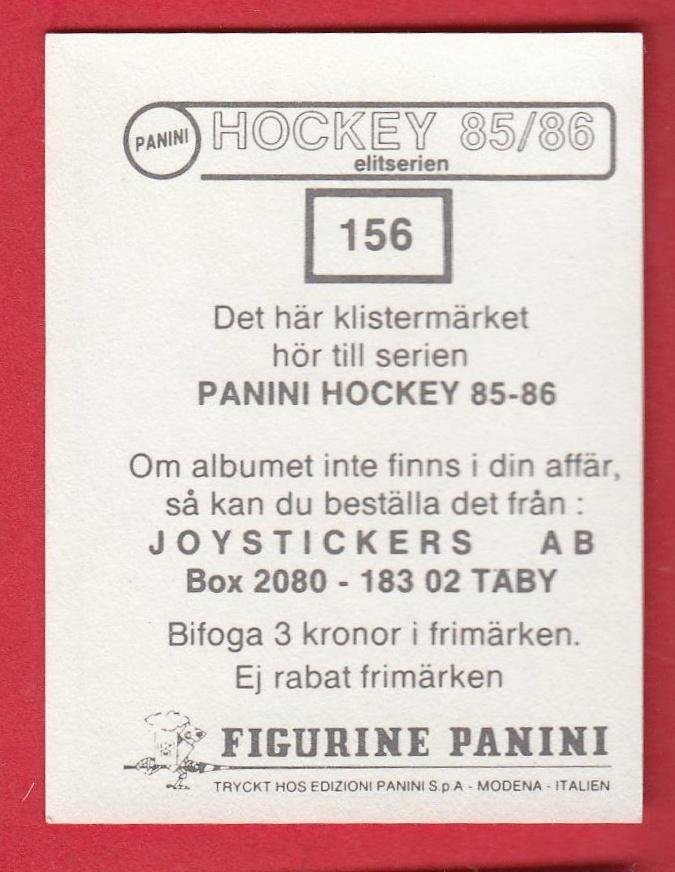 PANINI
HOCKEY 85/86
elitserien
156
Det här klistermärket
hör till serien
PANINI HOCKEY 85-86
Om albumet inte finns i din affär,
så kan du beställa det från :
JOYSTICKERS AB
Box 2080 - 183 02 TÄBY
Bifoga 3 kronor i frimärken.
Ej rabat frimärken
FIGURINE PANINI
TRYCKT HOS EDIZIONI PANINI S.p.A - MODENA - ITALIEN